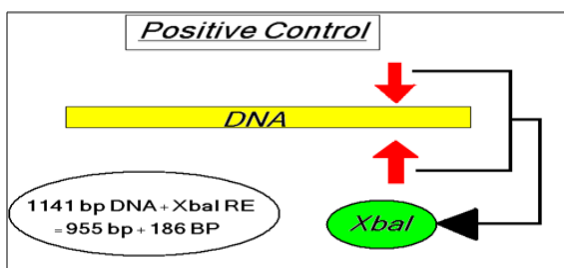 Positive Control
DNA
1141 bp DNA + XbaI RE
= 955 bp + 186 BP
XbaI